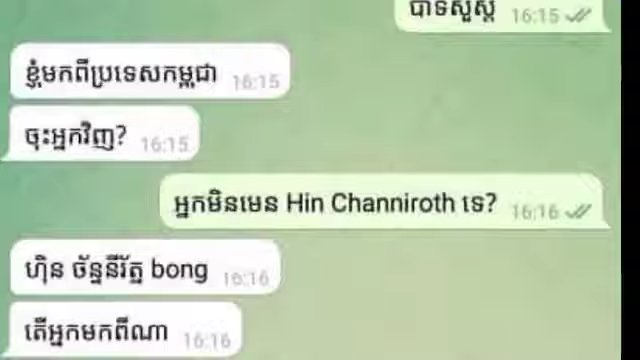 បាទសួស្តី 16:15
ខ្ញុំមកពីប្រទេសកម្ពុជា 16:15
ចុះអ្នកវិញ? 16:15
អ្នកមិនមេន Hin Channiroth ទេ? 16:16
ហ៊ិន ច័ន្ទនីរ័ត្ន bong 16:16
តើអ្នកមកពីណា 16:16